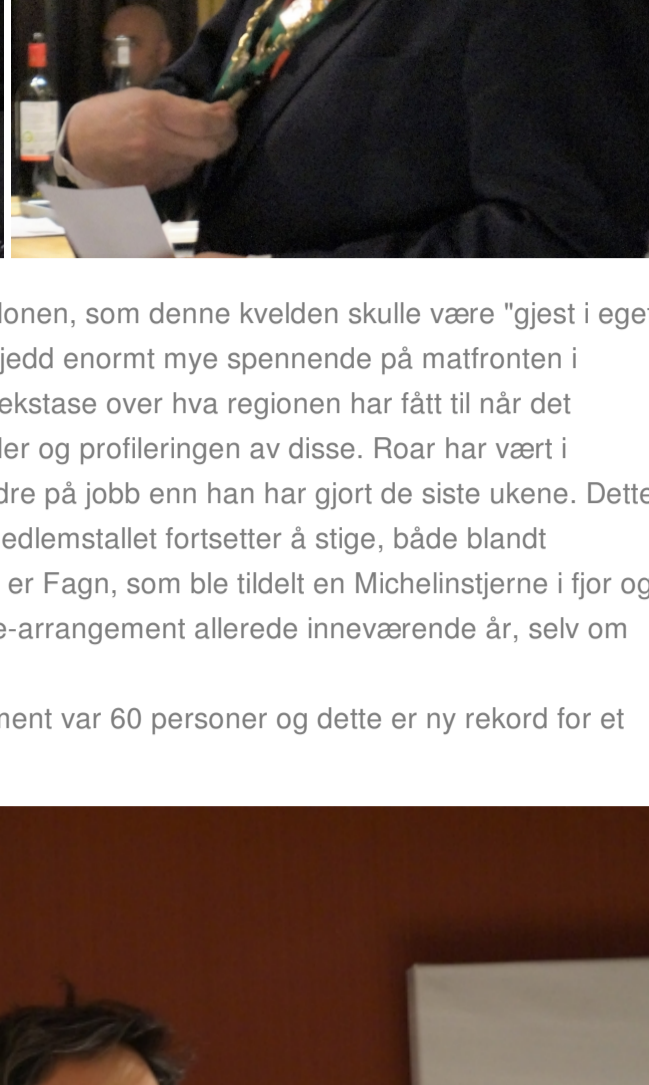 lonen, som denne kvelden skulle være "gjest i eget
jedd enormt mye spennende på matfronten i
ekstase over hva regionen har fått til når det
ler og profileringen av disse. Roar har vært i
dre på jobb enn han har gjort de siste ukene. Dette
edlemstallet fortsetter å stige, både blandt
er Fagn, som ble tildelt en Michelinstjerne i fjor og
e-arrangement allerede inneværende år, selv om
ment var 60 personer og dette er ny rekord for et